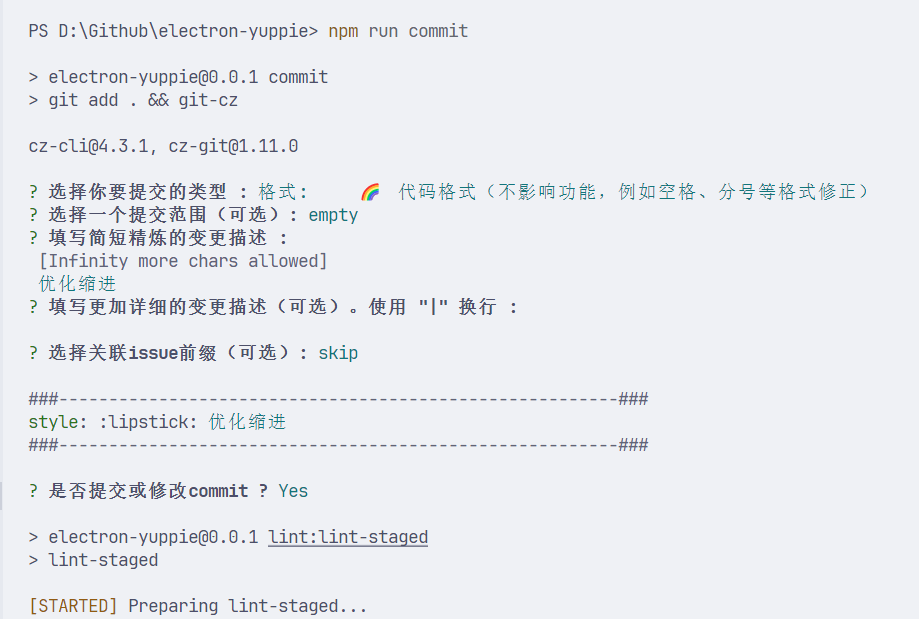 PS D:\Github\electron-yuppie> npm run commit
> electron-yuppie@0.0.1 commit
> git add . && git-cz
cz-cli@4.3.1, cz-git@1.11.0
? 选择你要提交的类型 : 格式: 🌈 代码格式（不影响功能，例如空格、分号等格式修正）
? 选择一个提交范围（可选）: empty
? 填写简短精炼的变更描述 :
[Infinity more chars allowed]
优化缩进
? 填写更加详细的变更描述（可选）。使用 "|" 换行 :
? 选择关联issue前缀（可选）: skip
###--------------------------------------------------------###
style: :lipstick: 优化缩进
###--------------------------------------------------------###
? 是否提交或修改commit ? Yes
> electron-yuppie@0.0.1 lint:lint-staged
> lint-staged
[STARTED] Preparing lint-staged...